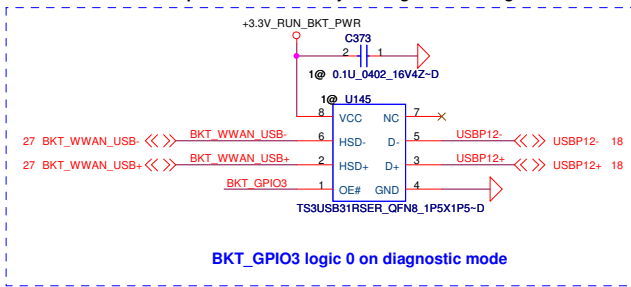 +3.3V_RUN_BKT_PWR
C373
2 1
1@ 0.1U_0402_16V4Z~D
1@ U145
8 VCC NC 7
27 BKT_WWAN_USB- BKT_WWAN_USB- 6 HSD- D- 5 USBP12- USBP12- 18
27 BKT_WWAN_USB+ BKT_WWAN_USB+ 2 HSD+ D+ 3 USBP12+ USBP12+ 18
BKT_GPIO3 1 OE# GND 4
TS3USB31RSER_QFN8_1P5X1P5~D
BKT_GPIO3 logic 0 on diagnostic mode